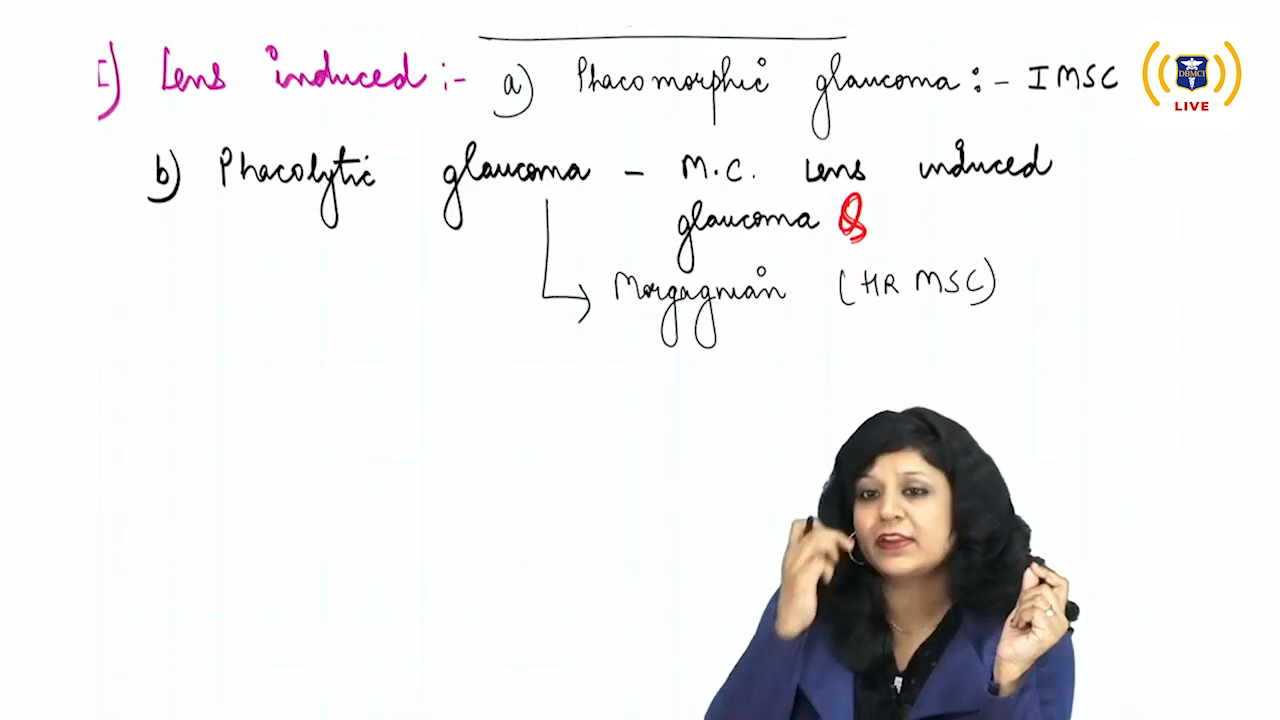 I) Lens induced :- a) Phacomorphic glaucoma :- IMSC
b) Phacolytic glaucoma - M.C. Lens induced
glaucoma Q
Morgagnian (HR MSC)
DBMCI
LIVE